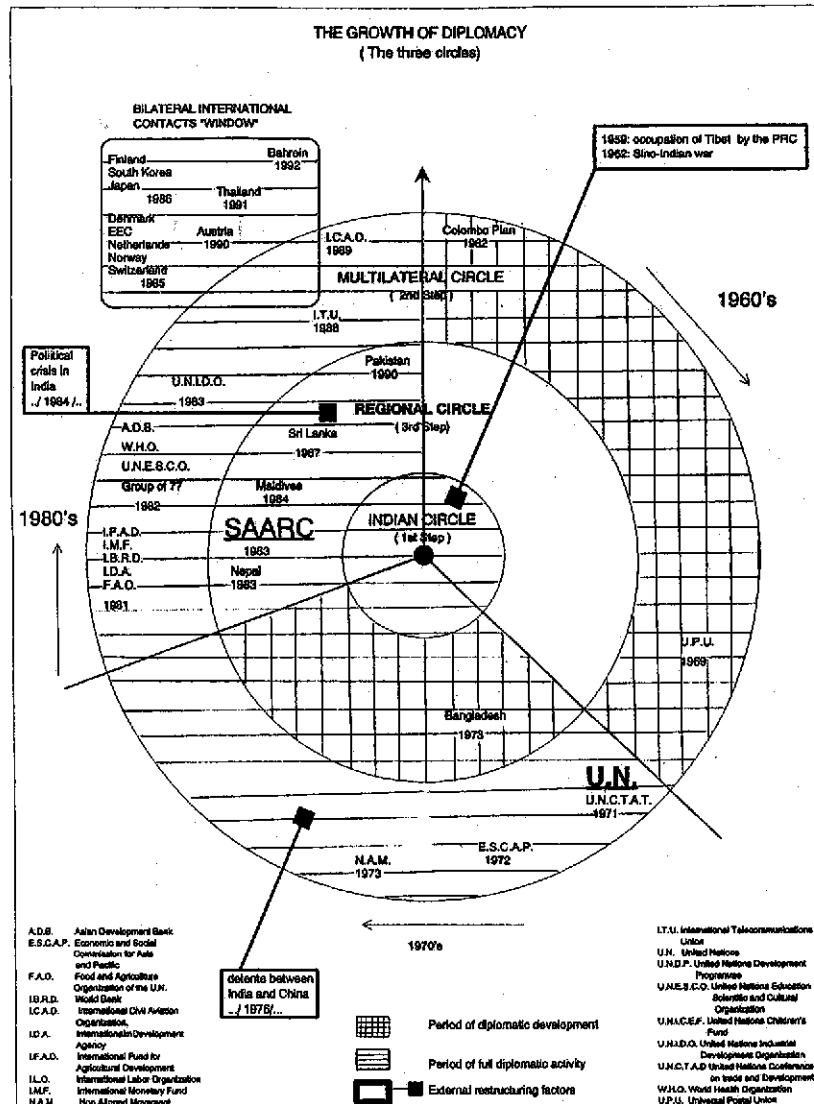 THE GROWTH OF DIPLOMACY
( The three circles)
BILATERAL INTERNATIONAL
CONTACTS "WINDOW"
Finland
South Korea
Japan
1986
Bahrein
1992
Thailand
1991
Denmark
EEC
Netherlands
Norway
Switzerland
1985
Austria
1990
1959: occupation of Tibet by the PRC
1962: Sino-Indian war
I.C.A.D.
1989
Colombo Plan
1962
MULTILATERAL CIRCLE
( 2nd Step )
1960's
I.T.U.
1988
Political
crisis in
India
../ 1984 /..
Pakistan
1990
U.N.I.D.O.
1983
REGIONAL CIRCLE
( 3rd Step)
A.D.B.
W.H.O.
U.N.E.S.C.O.
Group of 77
1982
Sri Lanka
1987
Maldives
1984
1980's
SAARC
1983
INDIAN CIRCLE
( 1st Step )
I.F.A.D.
I.M.F.
I.B.R.D.
I.D.A.
F.A.O.
1981
Nepal
1983
U.P.U.
1969
Bangladesh
1973
U.N.
U.N.C.T.A.T.
1971
E.S.C.A.P.
1972
N.A.M.
1973
1970's
detente between
India and China
../ 1976/...
A.D.B. Asian Development Bank
E.S.C.A.P. Economic and Social
Commission for Asia
and Pacific
F.A.O. Food and Agriculture
Organization of the U.N.
I.B.R.D. World Bank
I.C.A.D. International Civil Aviation
Organization,
I.D.A. International Development
Agency
I.F.A.D. International Fund for
Agricultural Development
I.L.O. International Labor Organization
I.M.F. International Monetary Fund
N.A.M. Non Aligned Movement
Period of diplomatic development
Period of full diplomatic activity
External restructuring factors
I.T.U. International Telecommunications
Union
U.N. United Nations
U.N.D.P. United Nations Development
Programme
U.N.E.S.C.O. United Nations Education
Scientific and Cultural
Organization
U.N.I.C.E.F. United Nations Children's
Fund
U.N.I.D.O. United Nations Industrial
Development Organization
U.N.C.T.A.D United Nations Conference
on trade and Development
W.H.O. World Health Organization
U.P.U. Universal Postal Union